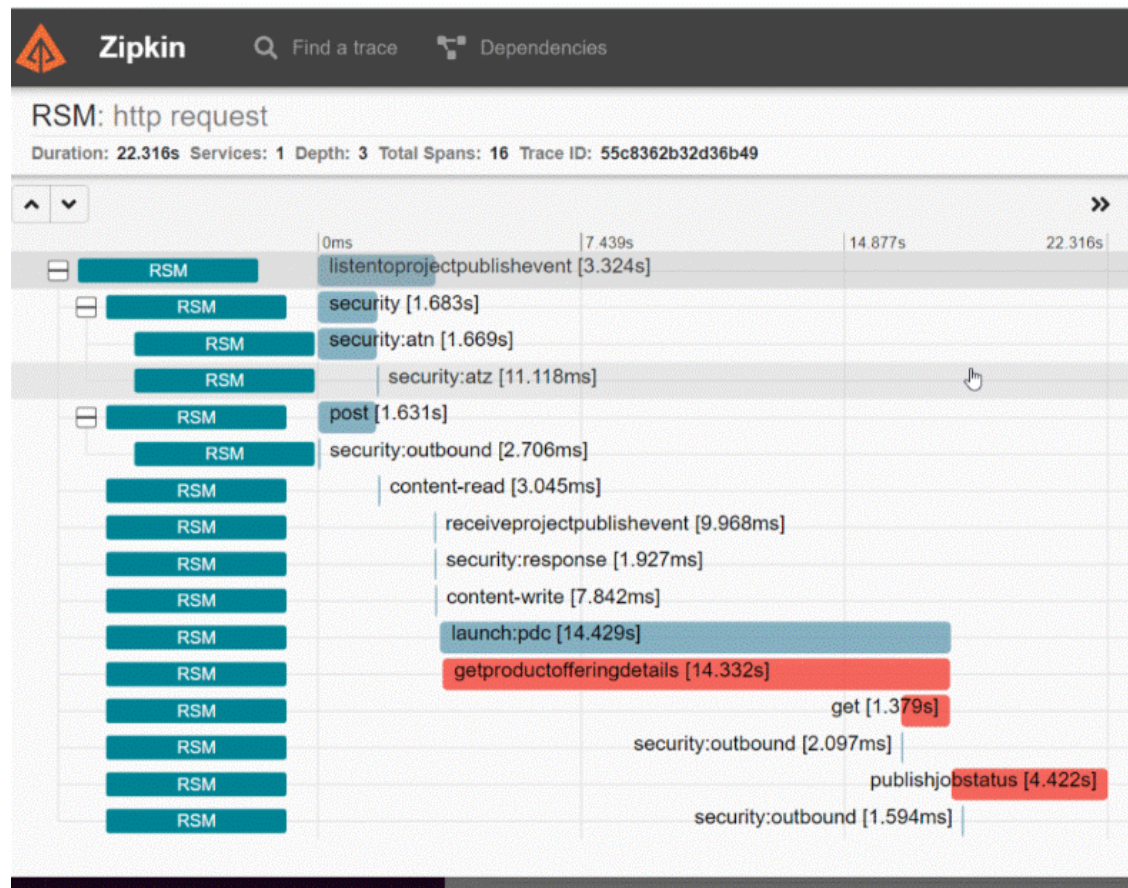 Zipkin Find a trace Dependencies
RSM: http request
Duration: 22.316s Services: 1 Depth: 3 Total Spans: 16 Trace ID: 55c8362b32d36b49
0ms 7.439s 14.877s 22.316s
RSM listentoprojectpublishevent [3.324s]
RSM security [1.683s]
RSM security:atn [1.669s]
RSM security:atz [11.118ms]
RSM post [1.631s]
RSM security:outbound [2.706ms]
RSM content-read [3.045ms]
RSM receiveprojectpublishevent [9.968ms]
RSM security:response [1.927ms]
RSM content-write [7.842ms]
RSM launch:pdc [14.429s]
RSM getproductofferingdetails [14.332s]
RSM get [1.379s]
RSM security:outbound [2.097ms]
RSM publishjobstatus [4.422s]
RSM security:outbound [1.594ms]